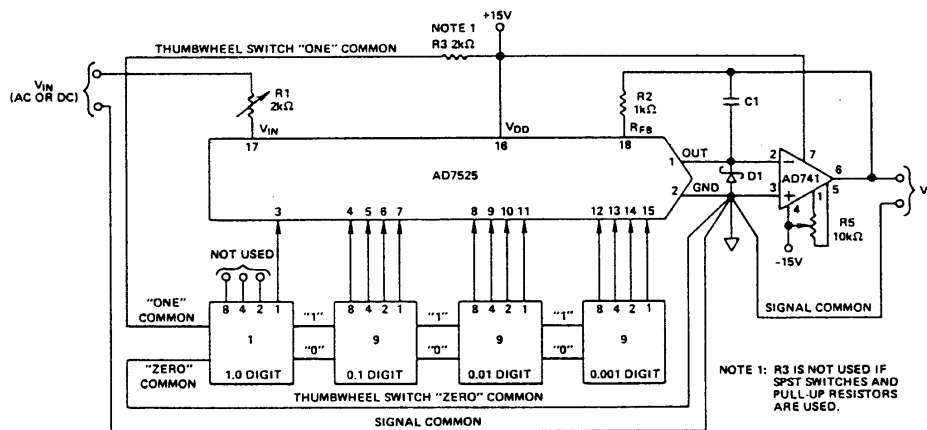 +15V
NOTE 1
R3 2kΩ
THUMBWHEEL SWITCH "ONE" COMMON
VIN
(AC OR DC)
R1
2kΩ
R2
1kΩ
C1
VIN
VDD
RFB
17
16
18
OUT
1
2
GND
AD7525
D1
2
3
7
AD741
6
5
1
4
R5
10kΩ
-15V
V
3
4 5 6 7
8 9 10 11
12 13 14 15
NOT USED
SIGNAL COMMON
8 4 2 1
8 4 2 1
8 4 2 1
8 4 2 1
"ONE"
COMMON
"1"
"1"
"1"
1
9
9
9
"0"
"0"
"0"
"ZERO"
COMMON
1.0 DIGIT
0.1 DIGIT
0.01 DIGIT
0.001 DIGIT
THUMBWHEEL SWITCH "ZERO" COMMON
SIGNAL COMMON
NOTE 1: R3 IS NOT USED IF
SPST SWITCHES AND
PULL-UP RESISTORS
ARE USED.